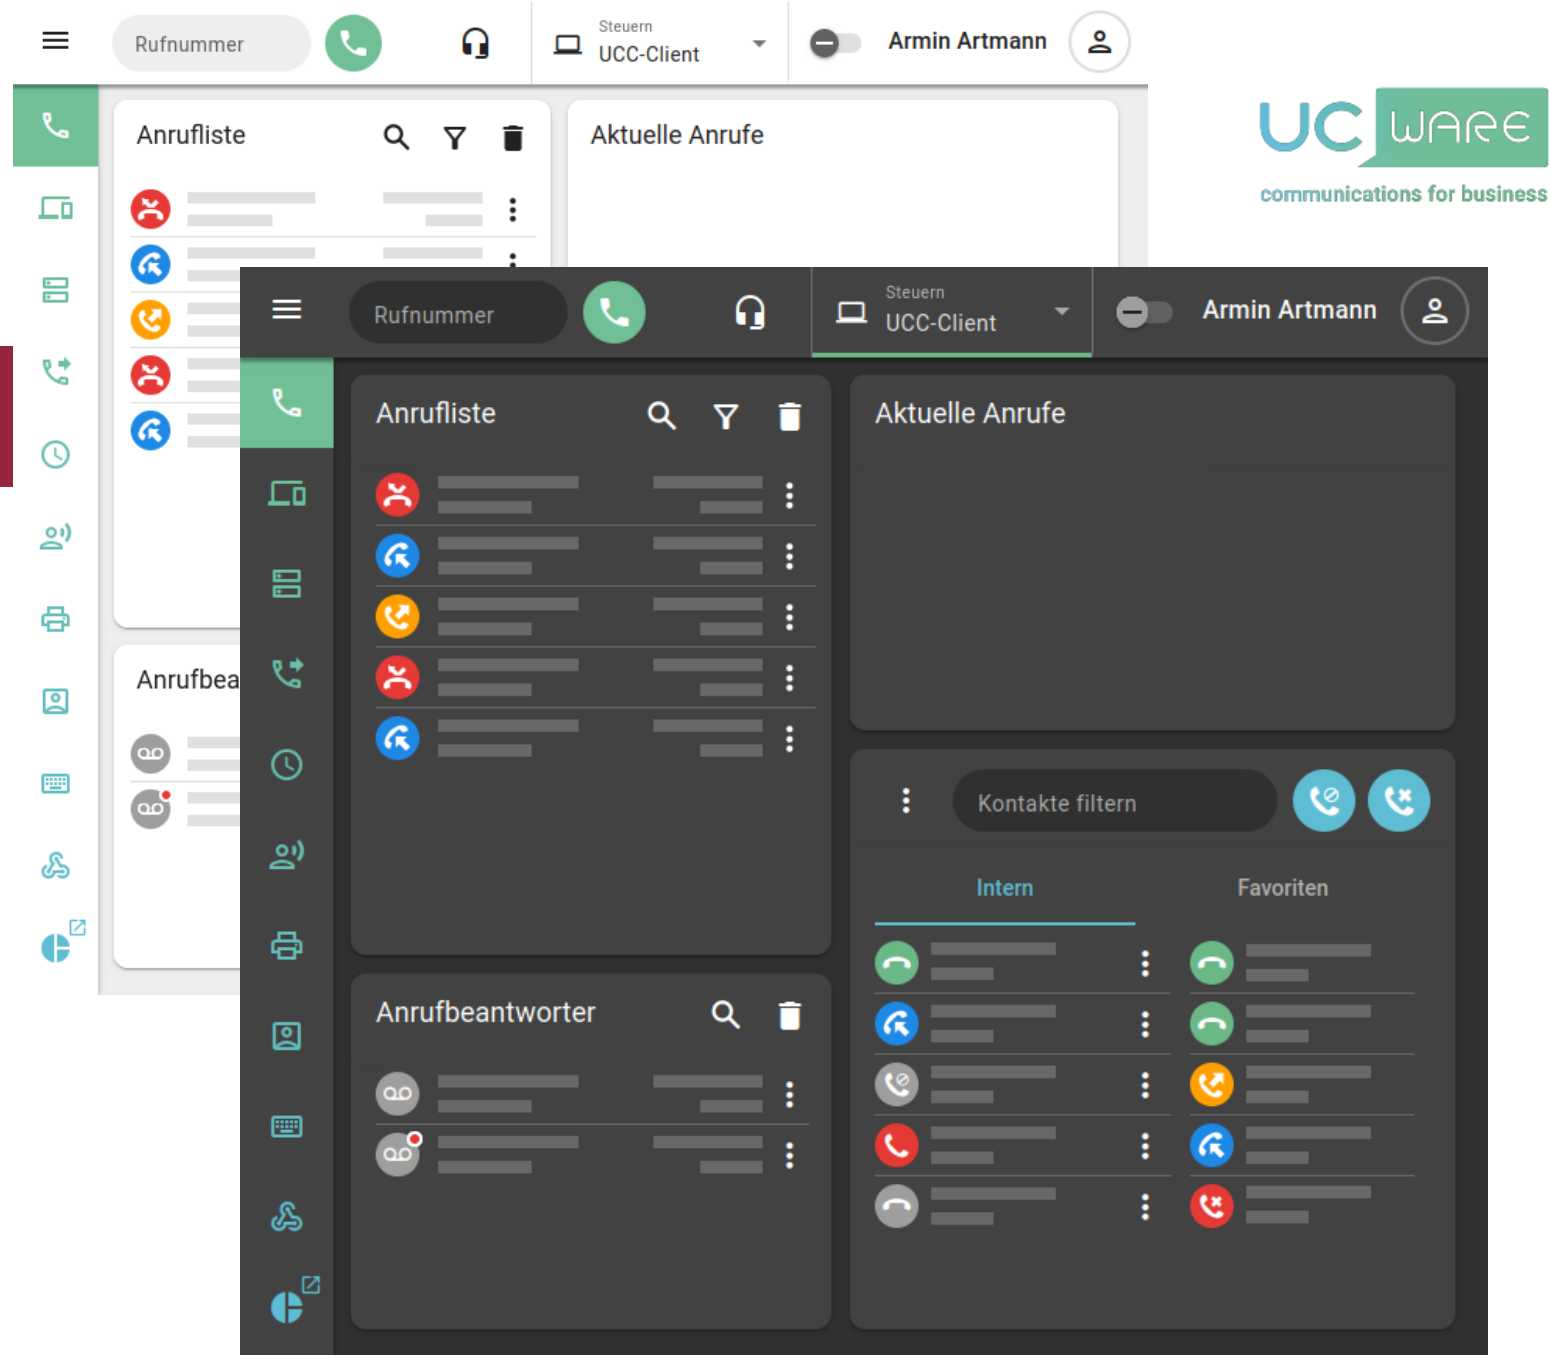 Rufnummer
Steuern
UCC-Client
Armin Artmann
Anrufliste
Aktuelle Anrufe
UC WARE
communications for business
Anrufbea
Rufnummer
Steuern
UCC-Client
Armin Artmann
Anrufliste
Aktuelle Anrufe
Kontakte filtern
Intern
Favoriten
Anrufbeantworter